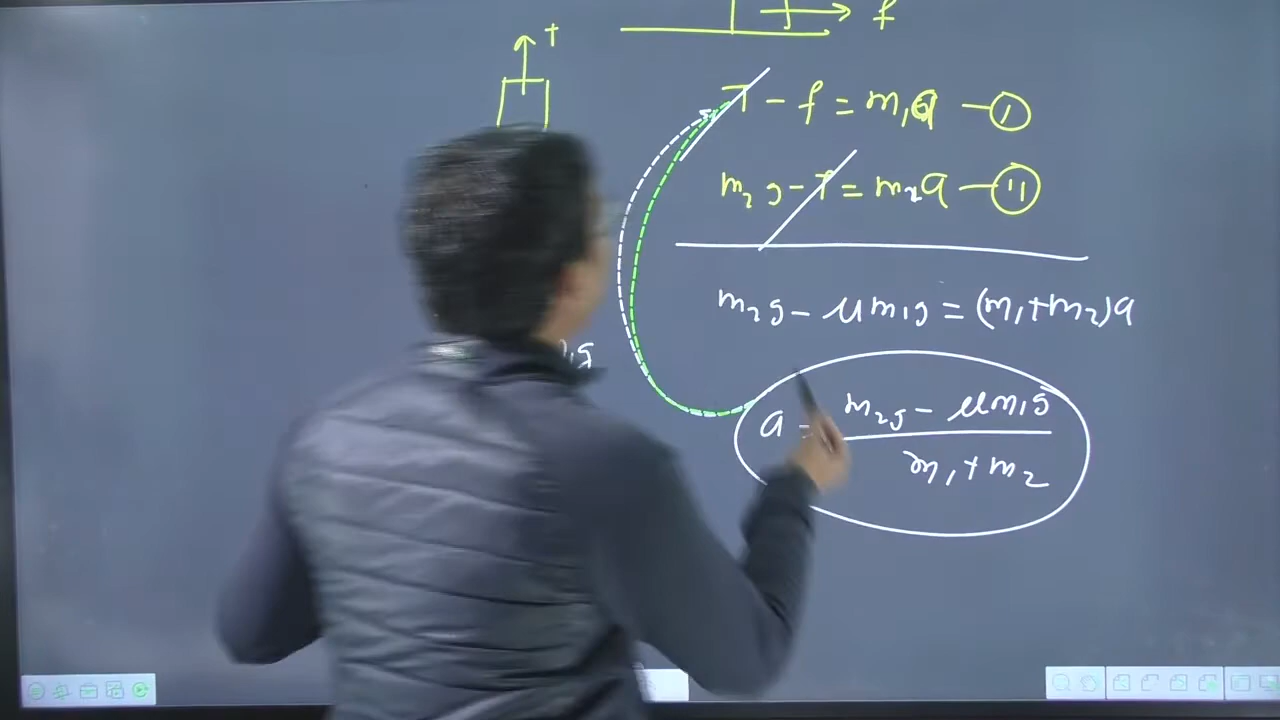 f
T
T - f = m₁a —①
m₂g - T = m₂a —⑪
m₂g - μm₁g = (m₁+m₂)a
a = m₂g - μm₁g / m₁ + m₂